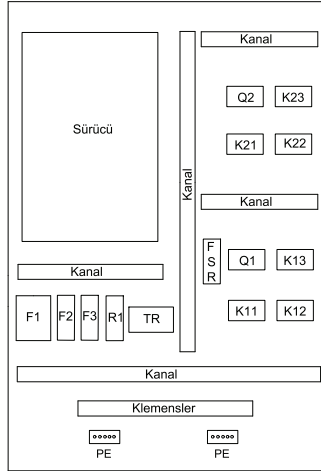 Kanal
Sürücü
Q2 K23
K21 K22
Kanal
Kanal
F
S
R
Q1 K13
Kanal
F1 F2 F3 R1 TR
K11 K12
Kanal
Klemensler
PE PE